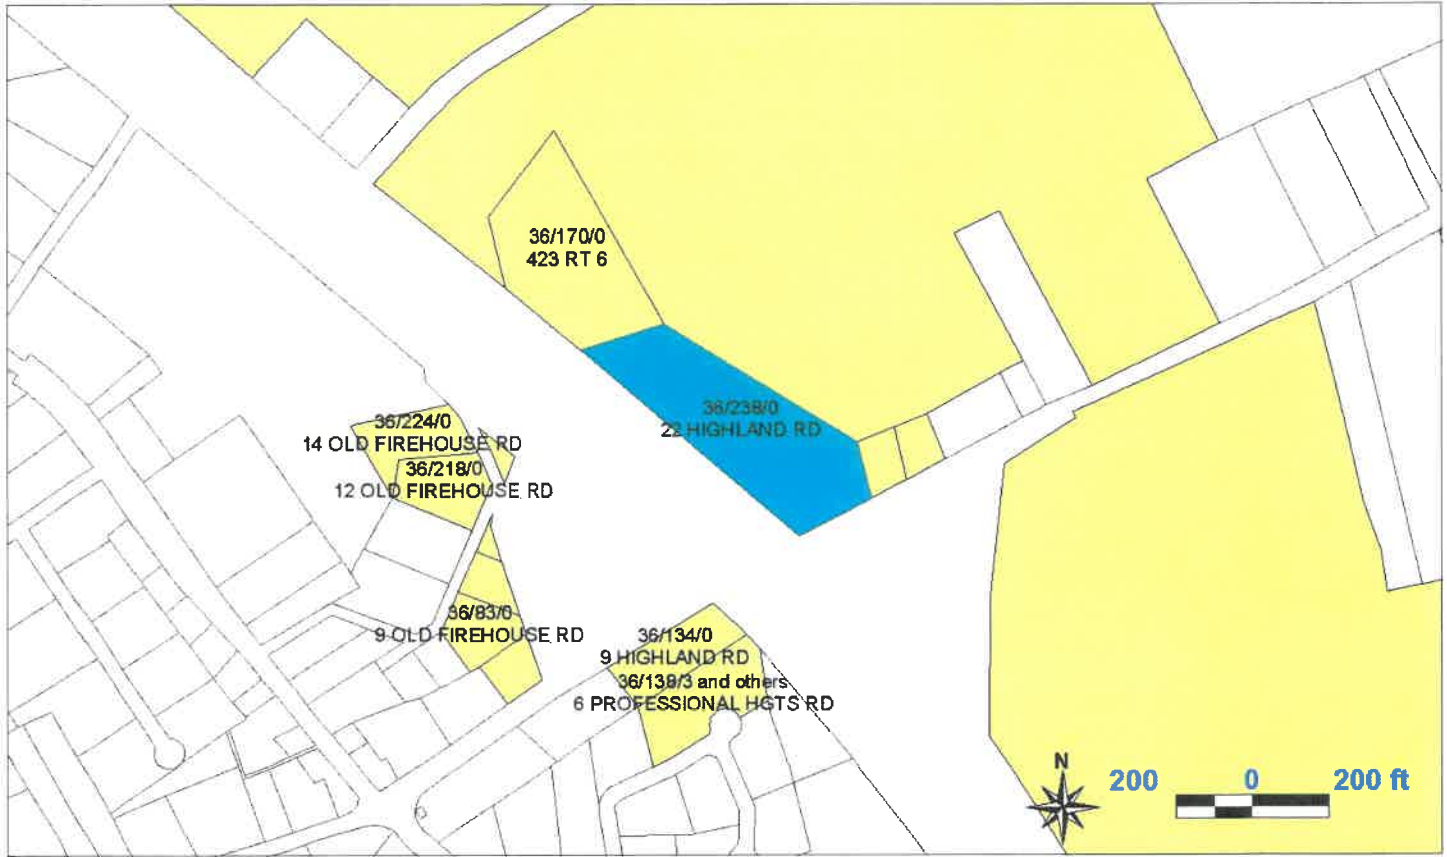 36/170/0
423 RT 6
36/238/0
22 HIGHLAND RD
36/224/0
14 OLD FIREHOUSE RD
36/218/0
12 OLD FIREHOUSE RD
36/83/0
9 OLD FIREHOUSE RD
36/134/0
9 HIGHLAND RD
36/139/3 and others
6 PROFESSIONAL HGTS RD
N
200 0 200 ft